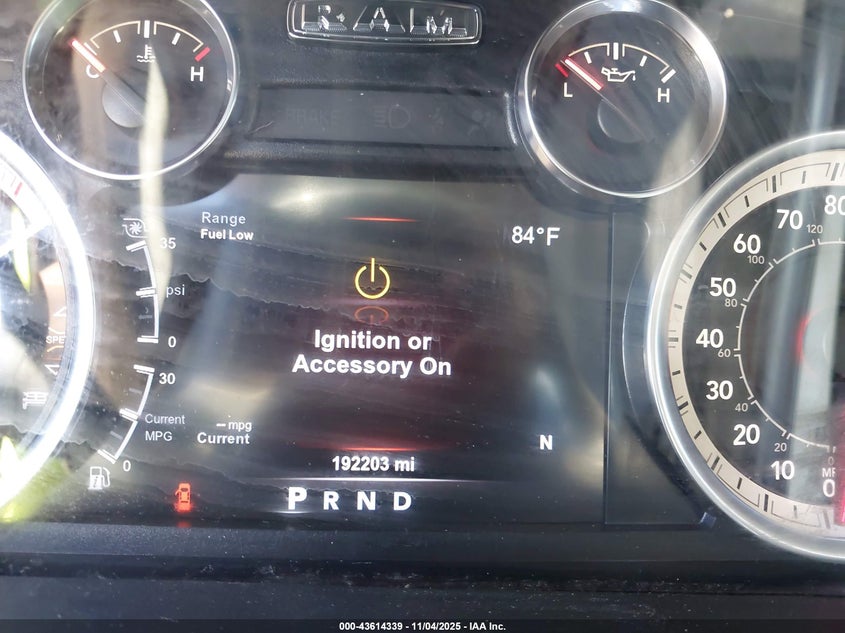 RAM
C H
L H
BRAKE
Range
Fuel Low
84°F
35
psi
0
Ignition or
Accessory On
30
Current
MPG
0
-- mpg
Current
N
192203 mi
P R N D
80
70
120
60
100
50
80
40
60
30
40
20
20
10
0
000-43614339 - 11/04/2025 - IAA Inc.